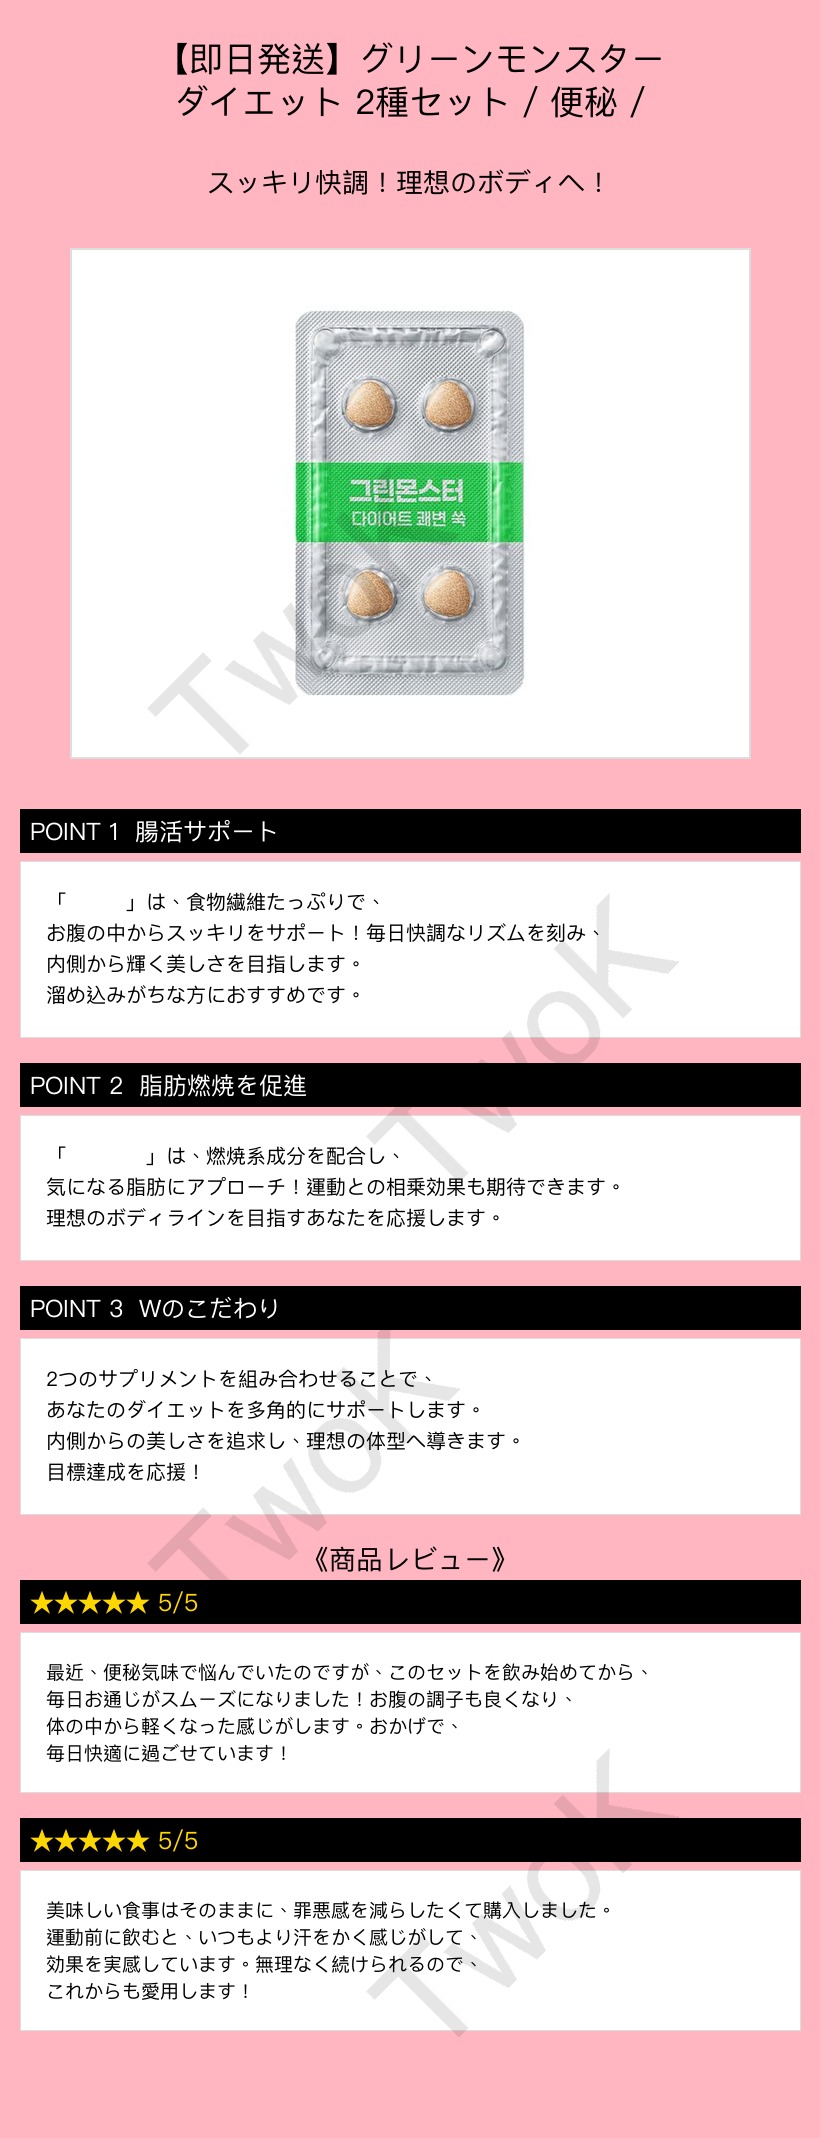 【即日発送】グリーンモンスター
ダイエット 2種セット / 便秘 /
スッキリ快調！理想のボディへ！
그린몬스터
다이어트 쾌변 쏙
TwoK
POINT 1 腸活サポート
「　　　」は、食物繊維たっぷりで、
お腹の中からスッキリをサポート！毎日快調なリズムを刻み、
内側から輝く美しさを目指します。
溜め込みがちな方におすすめです。
TwoK
POINT 2 脂肪燃焼を促進
「　　　　」は、燃焼系成分を配合し、
気になる脂肪にアプローチ！運動との相乗効果も期待できます。
理想のボディラインを目指すあなたを応援します。
POINT 3 Wのこだわり
2つのサプリメントを組み合わせることで、
あなたのダイエットを多角的にサポートします。
内側からの美しさを追求し、理想の体型へ導きます。
目標達成を応援！
TwoK
《商品レビュー》
★★★★★ 5/5
最近、便秘気味で悩んでいたのですが、このセットを飲み始めてから、
毎日お通じがスムーズになりました！お腹の調子も良くなり、
体の中から軽くなった感じがします。おかげで、
毎日快適に過ごせています！
★★★★★ 5/5
美味しい食事はそのままに、罪悪感を減らしたくて購入しました。
運動前に飲むと、いつもより汗をかく感じがして、
効果を実感しています。無理なく続けられるので、
これからも愛用します！
TwoK